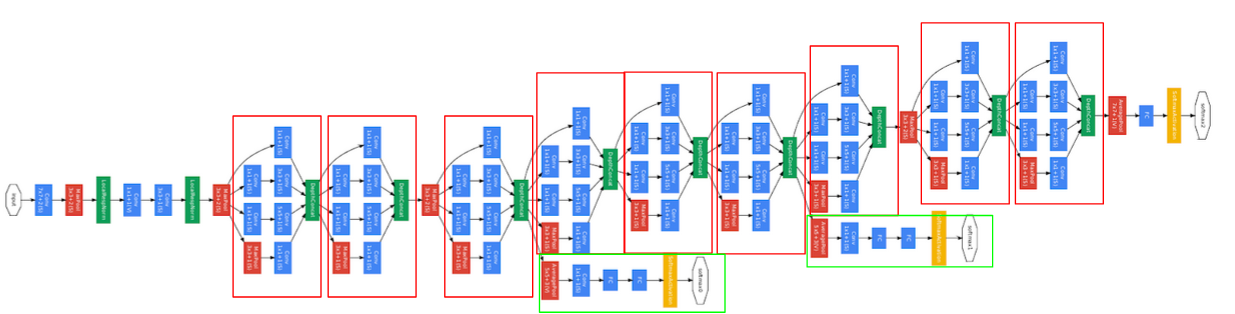 input
Conv
7x7+2(S)
MaxPool
3x3+2(S)
LocalRespNorm
Conv
1x1+1(V)
Conv
3x3+1(S)
LocalRespNorm
MaxPool
3x3+2(S)
Conv
1x1+1(S)
Conv
1x1+1(S)
Conv
3x3+1(S)
Conv
1x1+1(S)
Conv
5x5+1(S)
MaxPool
3x3+1(S)
Conv
1x1+1(S)
DepthConcat
Conv
1x1+1(S)
Conv
1x1+1(S)
Conv
3x3+1(S)
Conv
1x1+1(S)
Conv
5x5+1(S)
MaxPool
3x3+1(S)
Conv
1x1+1(S)
DepthConcat
MaxPool
3x3+2(S)
Conv
1x1+1(S)
Conv
1x1+1(S)
Conv
3x3+1(S)
Conv
1x1+1(S)
Conv
5x5+1(S)
MaxPool
3x3+1(S)
Conv
1x1+1(S)
DepthConcat
Conv
1x1+1(S)
Conv
1x1+1(S)
Conv
3x3+1(S)
Conv
1x1+1(S)
Conv
5x5+1(S)
MaxPool
3x3+1(S)
Conv
1x1+1(S)
DepthConcat
AveragePool
5x5+3(V)
Conv
1x1+1(S)
FC
FC
SoftmaxActivation
softmax0
Conv
1x1+1(S)
Conv
1x1+1(S)
Conv
3x3+1(S)
Conv
1x1+1(S)
Conv
5x5+1(S)
MaxPool
3x3+1(S)
Conv
1x1+1(S)
DepthConcat
Conv
1x1+1(S)
Conv
1x1+1(S)
Conv
3x3+1(S)
Conv
1x1+1(S)
Conv
5x5+1(S)
MaxPool
3x3+1(S)
Conv
1x1+1(S)
DepthConcat
Conv
1x1+1(S)
Conv
1x1+1(S)
Conv
3x3+1(S)
Conv
1x1+1(S)
Conv
5x5+1(S)
MaxPool
3x3+1(S)
Conv
1x1+1(S)
DepthConcat
AveragePool
5x5+3(V)
Conv
1x1+1(S)
FC
FC
SoftmaxActivation
softmax1
MaxPool
3x3+2(S)
Conv
1x1+1(S)
Conv
1x1+1(S)
Conv
3x3+1(S)
Conv
1x1+1(S)
Conv
5x5+1(S)
MaxPool
3x3+1(S)
Conv
1x1+1(S)
DepthConcat
Conv
1x1+1(S)
Conv
1x1+1(S)
Conv
3x3+1(S)
Conv
1x1+1(S)
Conv
5x5+1(S)
MaxPool
3x3+1(S)
Conv
1x1+1(S)
DepthConcat
AveragePool
7x7+1(V)
FC
SoftmaxActivation
softmax2